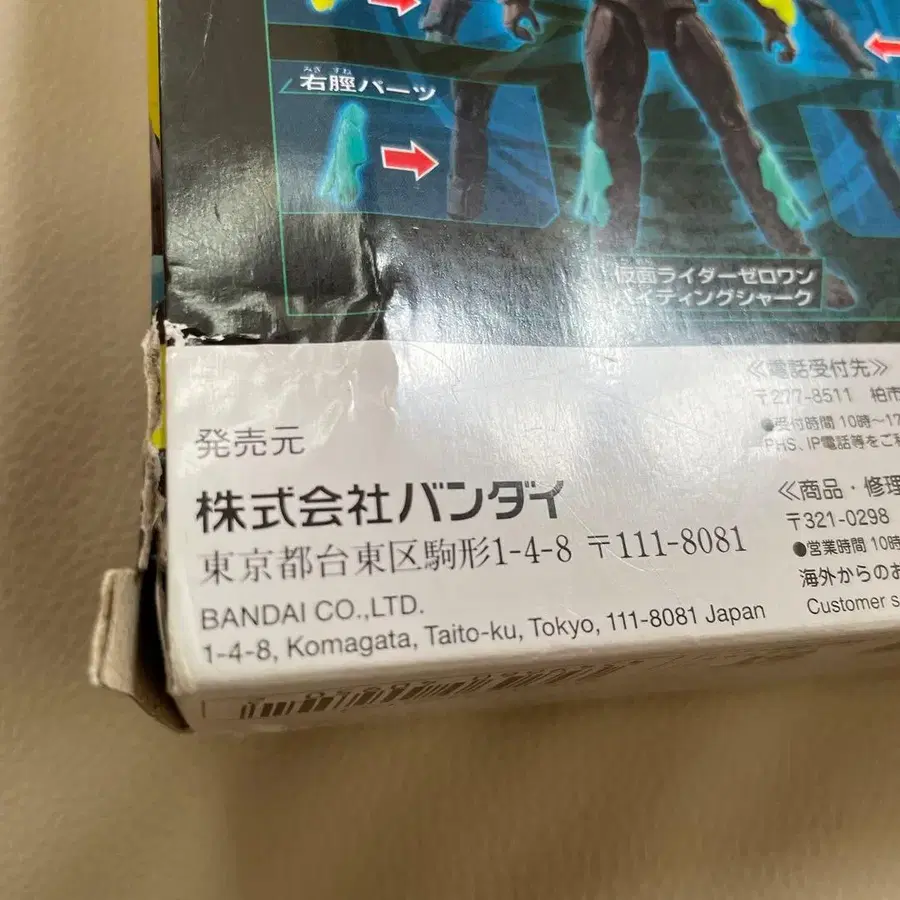 みぎ すね
右脛パーツ
仮面ライダーゼロワン
バイティングシャーク
発売元
株式会社バンダイ
東京都台東区駒形1-4-8 〒111-8081
BANDAI CO.,LTD.
1-4-8, Komagata, Taito-ku, Tokyo, 111-8081 Japan
≪電話受付先≫
〒277-8511 柏市
●受付時間 10時〜17
PHS、IP電話等をご
≪商品・修理
〒321-0298
●営業時間 10時
海外からのお
Customer s